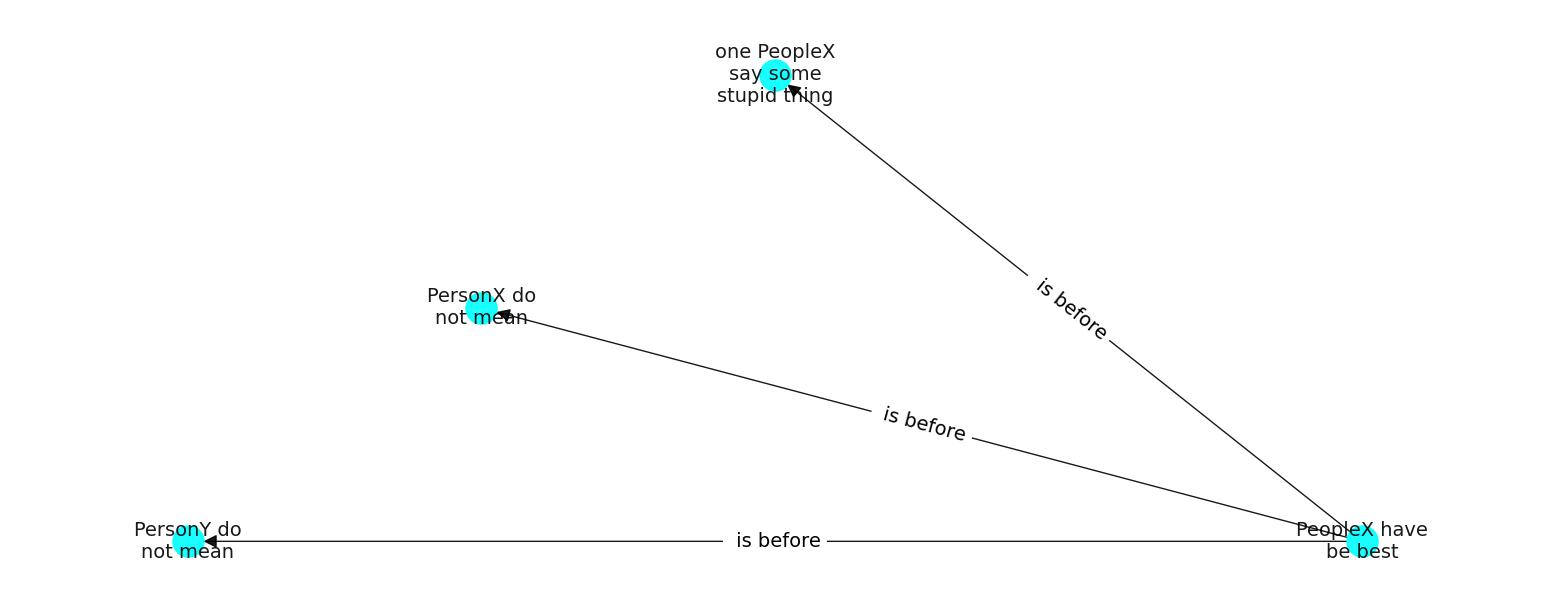 one PeopleX
say some
stupid thing
is before
PersonX do
not mean
is before
PersonY do
not mean
is before
PeopleX have
be best